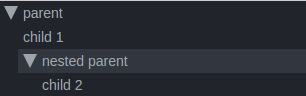 parent
child 1
nested parent
child 2